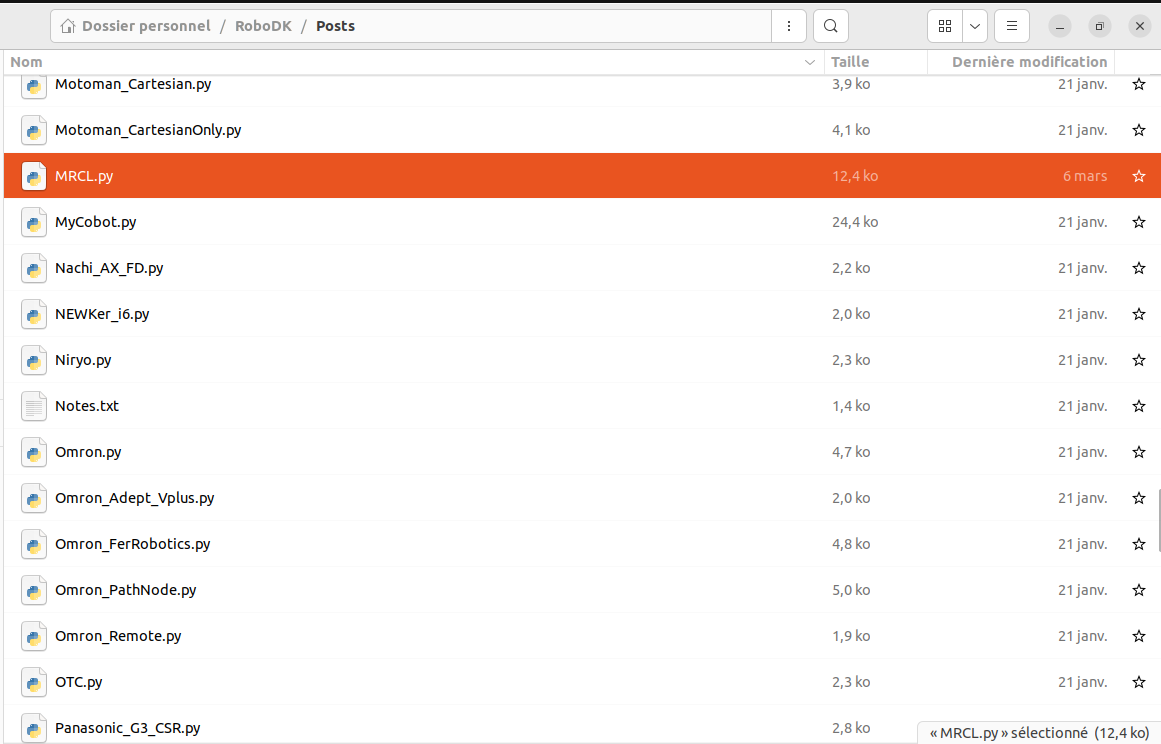 Dossier personnel / RoboDK / Posts
Nom Taille Dernière modification
Motoman_Cartesian.py 3,9 ko 21 janv.
Motoman_CartesianOnly.py 4,1 ko 21 janv.
MRCL.py 12,4 ko 6 mars
MyCobot.py 24,4 ko 21 janv.
Nachi_AX_FD.py 2,2 ko 21 janv.
NEWKer_i6.py 2,0 ko 21 janv.
Niryo.py 2,3 ko 21 janv.
Notes.txt 1,4 ko 21 janv.
Omron.py 4,7 ko 21 janv.
Omron_Adept_Vplus.py 2,0 ko 21 janv.
Omron_FerRobotics.py 4,8 ko 21 janv.
Omron_PathNode.py 5,0 ko 21 janv.
Omron_Remote.py 1,9 ko 21 janv.
OTC.py 2,3 ko 21 janv.
Panasonic_G3_CSR.py 2,8 ko
« MRCL.py » sélectionné (12,4 ko)